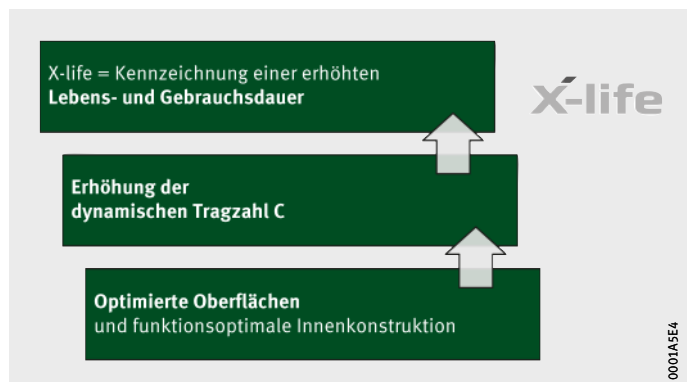 X-life = Kennzeichnung einer erhöhten
Lebens- und Gebrauchsdauer
X-life
Erhöhung der
dynamischen Tragzahl C
Optimierte Oberflächen
und funktionsoptimale Innenkonstruktion
0001A5E4